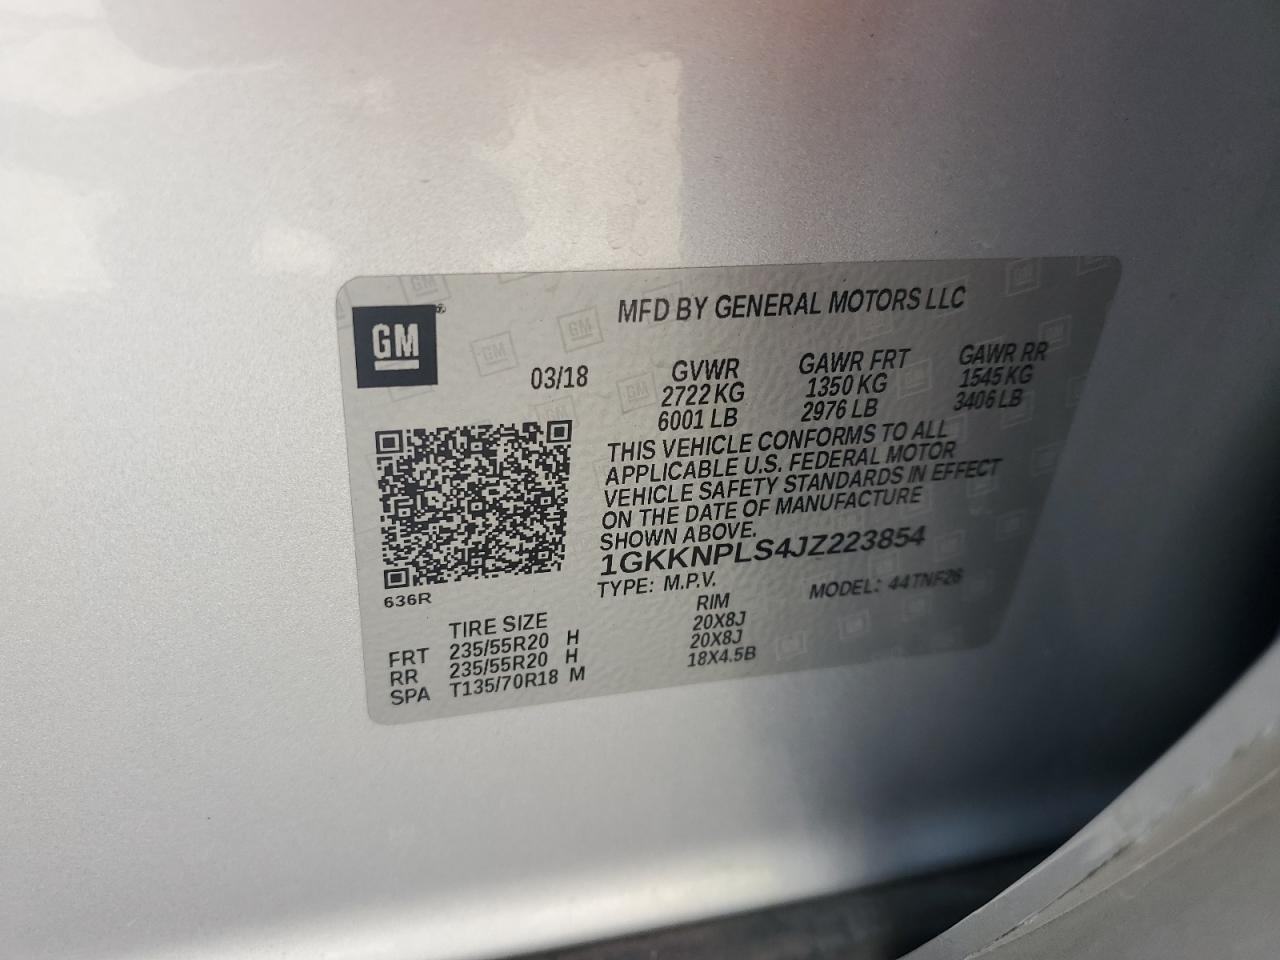 GM
MFD BY GENERAL MOTORS LLC
03/18
GVWR GAWR FRT GAWR RR
2722 KG 1350 KG 1545 KG
6001 LB 2976 LB 3406 LB
THIS VEHICLE CONFORMS TO ALL
APPLICABLE U.S. FEDERAL MOTOR
VEHICLE SAFETY STANDARDS IN EFFECT
ON THE DATE OF MANUFACTURE
SHOWN ABOVE.
1GKKNPLS4JZ223854
TYPE: M.P.V. MODEL: 44TNF26
636R
TIRE SIZE RIM
FRT 235/55R20 H 20X8J
RR 235/55R20 H 20X8J
SPA T135/70R18 M 18X4.5B